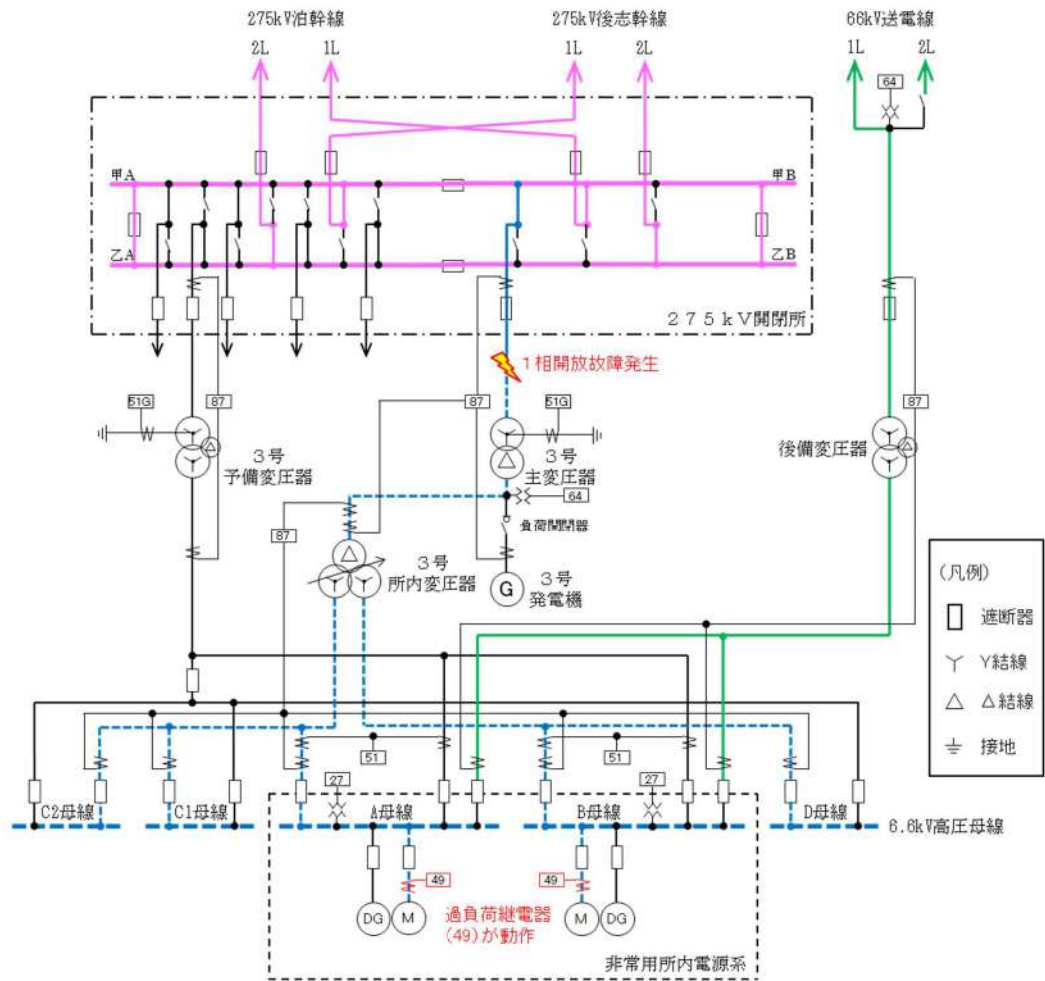 275kV泊幹線
275kV後志幹線
66kV送電線
2L
1L
1L
2L
1L
2L
64
甲A
甲B
乙A
乙B
275kV開閉所
1相開放故障発生
51G
87
87
51G
87
3号
予備変圧器
3号
主変圧器
後備変圧器
64
87
負荷開閉器
3号
所内変圧器
G
3号
発電機
(凡例)
遮断器
Y結線
△結線
接地
51
51
27
27
C2母線
C1母線
A母線
B母線
D母線
6.6kV高圧母線
49
49
DG
M
過負荷継電器
(49)が動作
M
DG
非常用所内電源系